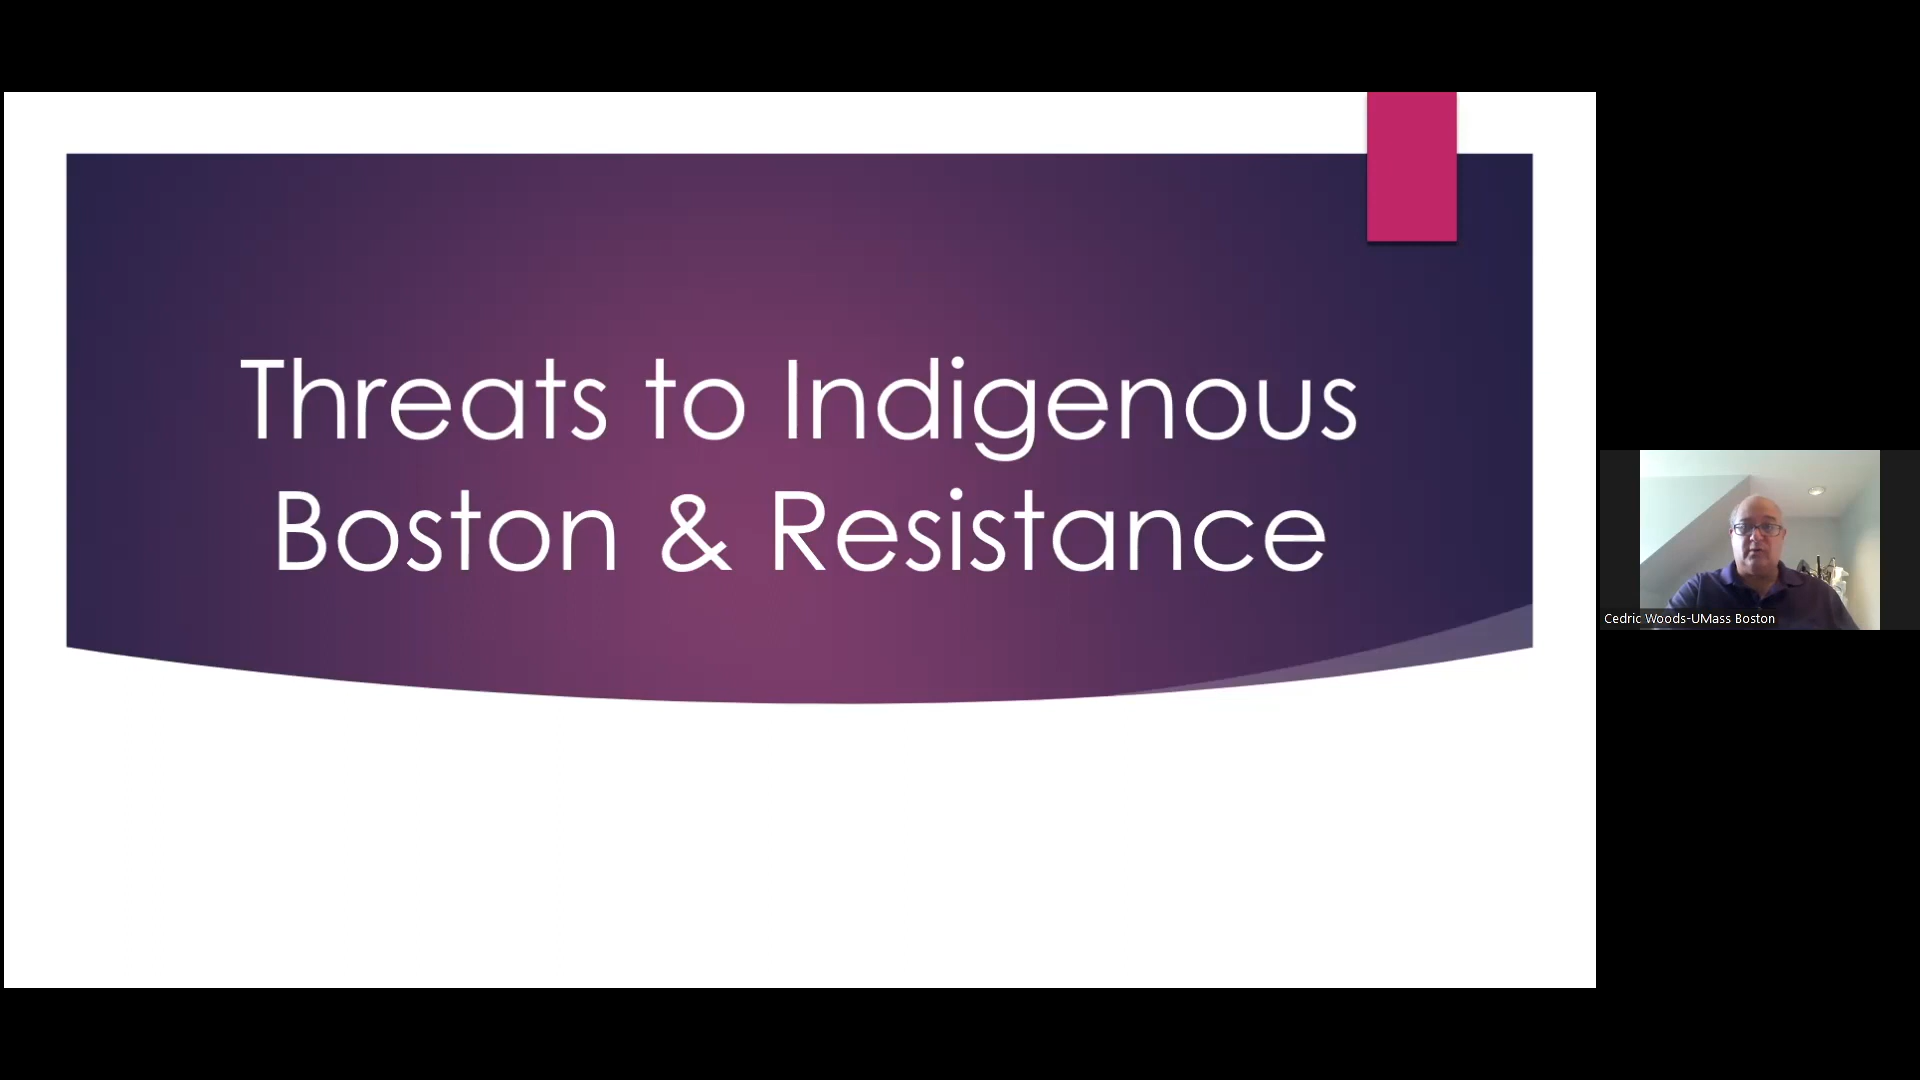 Threats to Indigenous
Boston & Resistance
Cedric Woods-UMass Boston